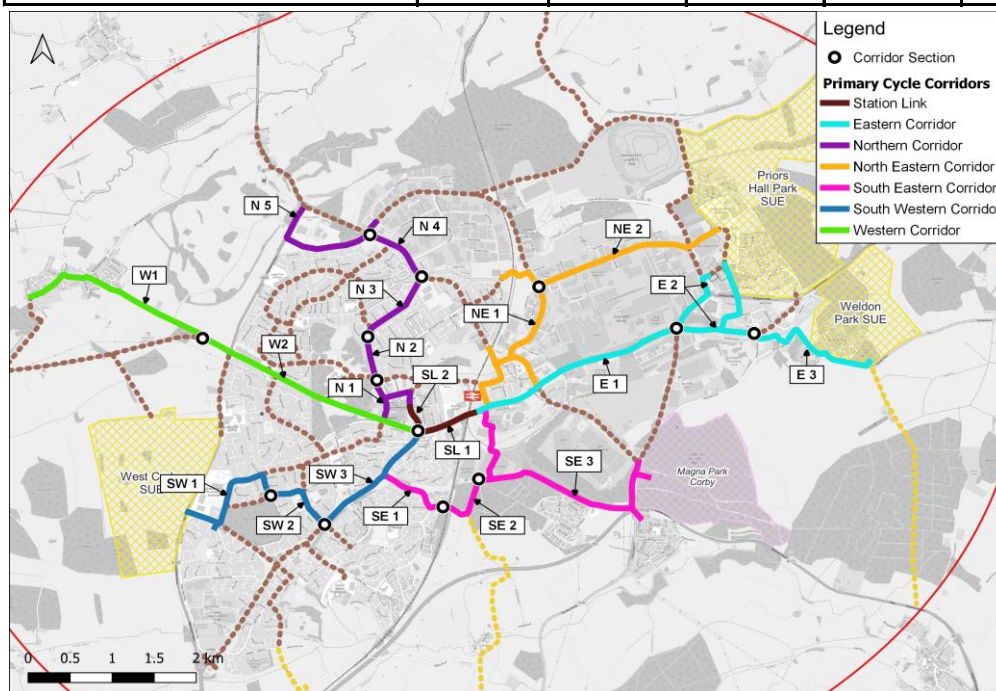 Legend
Corridor Section
Primary Cycle Corridors
Station Link
Eastern Corridor
Northern Corridor
North Eastern Corridor
South Eastern Corridor
South Western Corrido
Western Corridor
Priors
Hall Park
SUE
N 5
N 4
NE 2
W1
N 3
E 2
Weldon
Park SUE
NE 1
W2
N 2
SL 2
E 1
E 3
N 1
SL 1
West C
SUE
SW 1
SW 3
SE 3
Magna Park
Corby
SW 2
SE 1
SE 2
0 0.5 1 1.5 2 km